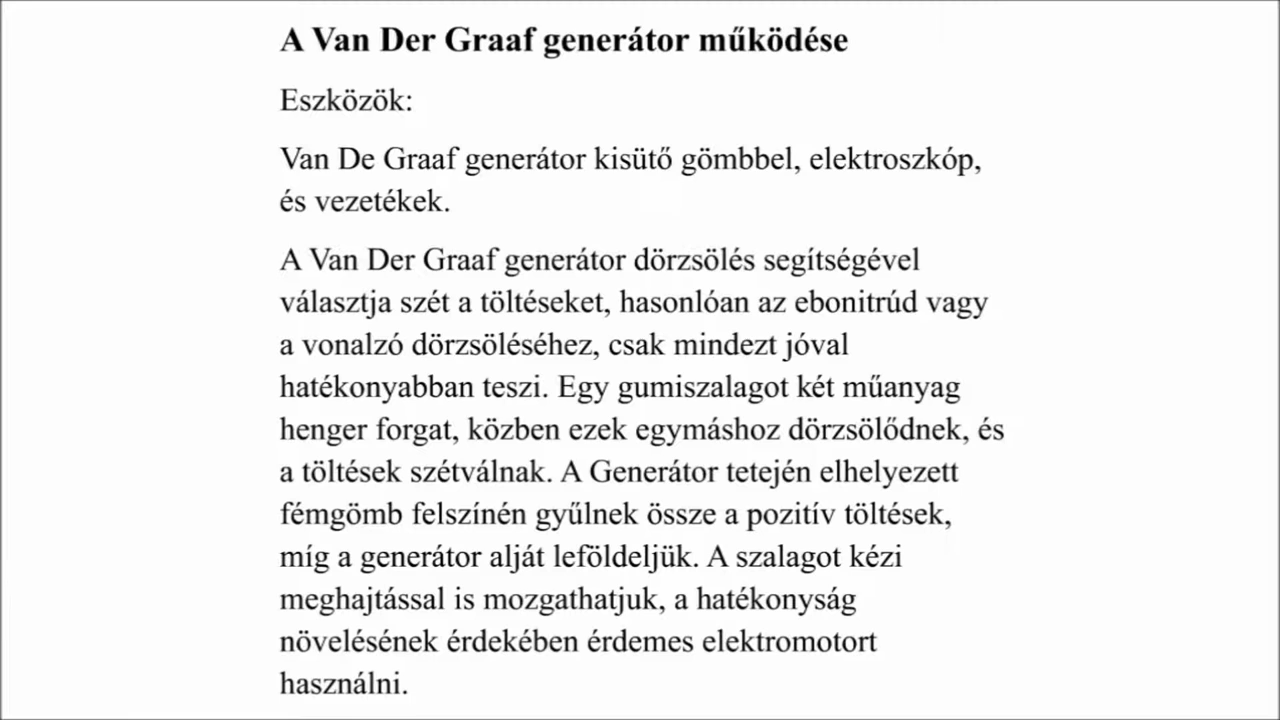 A Van Der Graaf generátor működése
Eszközök:
Van De Graaf generátor kisütő gömbbel, elektroszkóp,
és vezetékek.
A Van Der Graaf generátor dörzsölés segítségével
választja szét a töltéseket, hasonlóan az ebonitrúd vagy
a vonalzó dörzsöléséhez, csak mindezt jóval
hatékonyabban teszi. Egy gumiszalagot két műanyag
henger forgat, közben ezek egymáshoz dörzsölődnek, és
a töltések szétválnak. A Generátor tetején elhelyezett
fémgömb felszínén gyűlnek össze a pozitív töltések,
míg a generátor alját leföldeljük. A szalagot kézi
meghajtással is mozgathatjuk, a hatékonyság
növelésének érdekében érdemes elektromotort
használni.